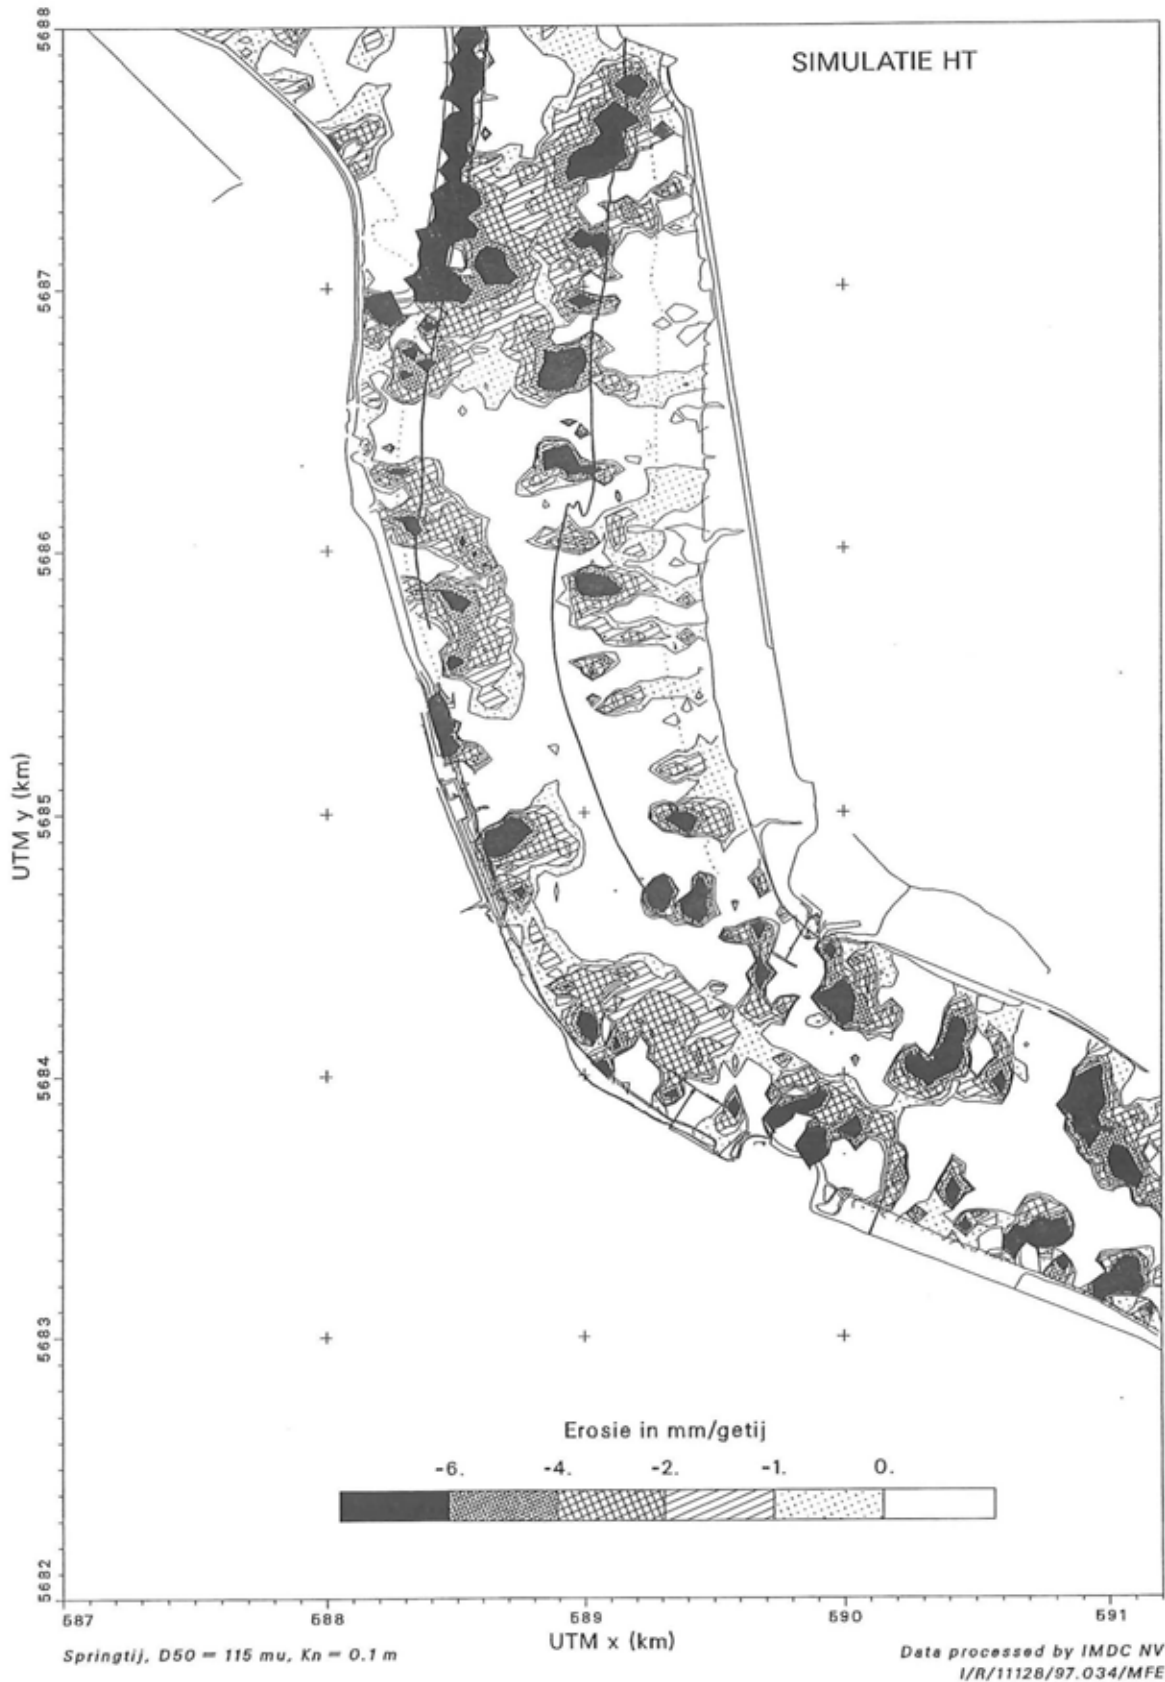 SIMULATIE HT
5688
5687
5686
5685
5684
5683
5682
UTM y (km)
Erosie in mm/getij
-6. -4. -2. -1. 0.
587 588 589 590 591
UTM x (km)
Springtij, D50 = 115 mu, Kn = 0.1 m
Data processed by IMDC NV
I/R/11128/97.034/MFE